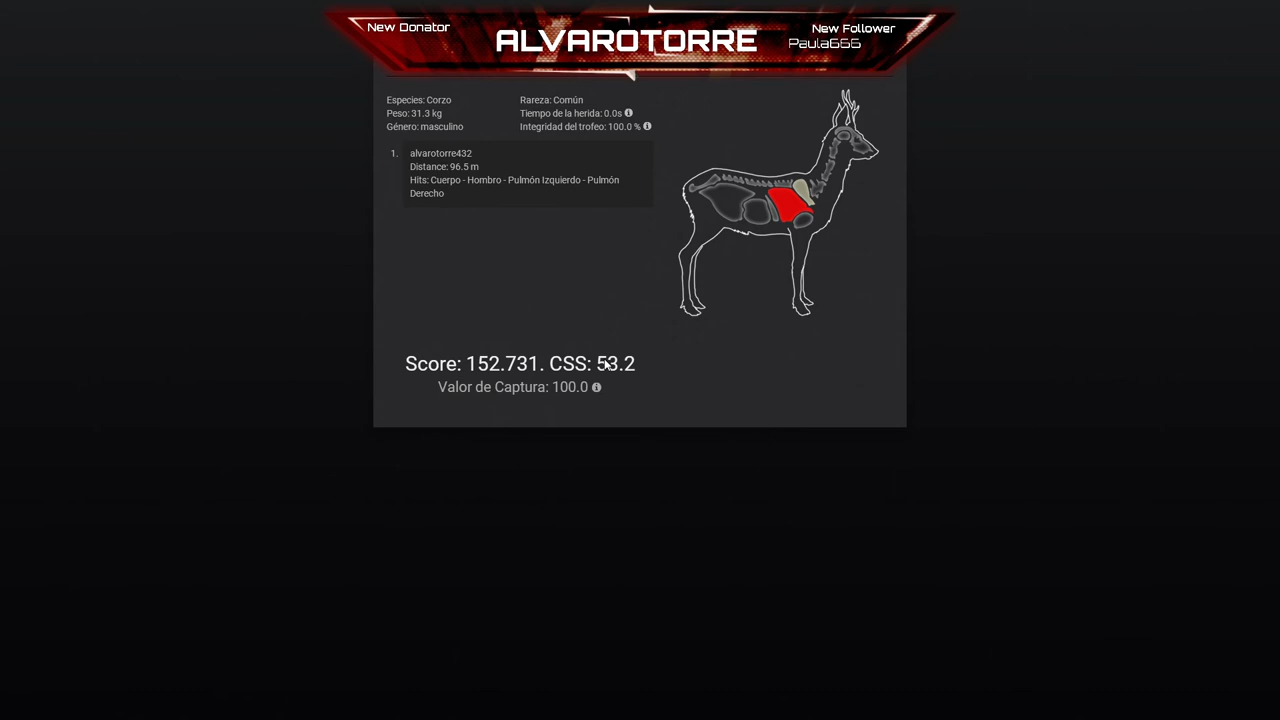 New Donator
ALVAROTORRE
New Follower
Paula666
Especies: Corzo
Peso: 31.3 kg
Género: masculino
Rareza: Común
Tiempo de la herida: 0.0s
Integridad del trofeo: 100.0 %
1. alvarotorre432
Distance: 96.5 m
Hits: Cuerpo - Hombro - Pulmón Izquierdo - Pulmón
Derecho
Score: 152.731. CSS: 53.2
Valor de Captura: 100.0